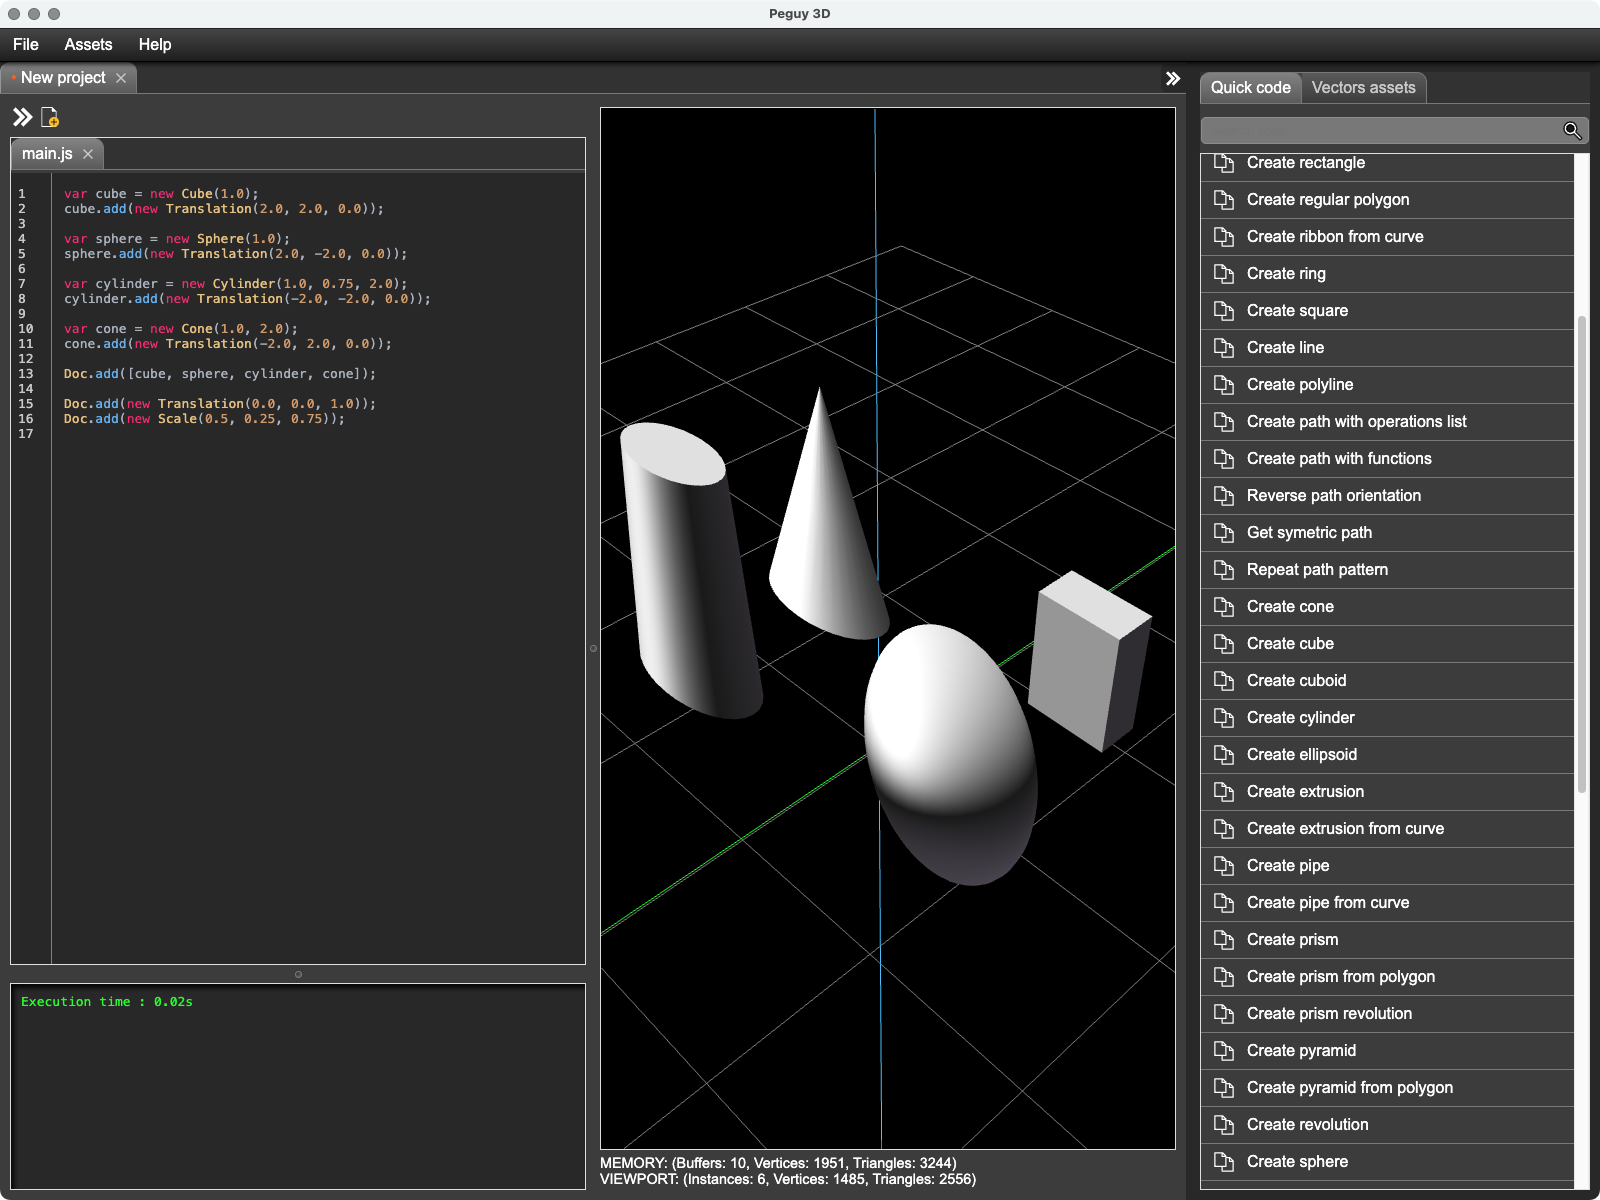 Peguy 3D
File Assets Help
New project
main.js
1 var cube = new Cube(1.0);
2 cube.add(new Translation(2.0, 2.0, 0.0));
3
4 var sphere = new Sphere(1.0);
5 sphere.add(new Translation(2.0, -2.0, 0.0));
6
7 var cylinder = new Cylinder(1.0, 0.75, 2.0);
8 cylinder.add(new Translation(-2.0, -2.0, 0.0));
9
10 var cone = new Cone(1.0, 2.0);
11 cone.add(new Translation(-2.0, 2.0, 0.0));
12
13 Doc.add([cube, sphere, cylinder, cone]);
14
15 Doc.add(new Translation(0.0, 0.0, 1.0));
16 Doc.add(new Scale(0.5, 0.25, 0.75));
17
Execution time : 0.02s
MEMORY: (Buffers: 10, Vertices: 1951, Triangles: 3244)
VIEWPORT: (Instances: 6, Vertices: 1485, Triangles: 2556)
Quick code Vectors assets
Create rectangle
Create regular polygon
Create ribbon from curve
Create ring
Create square
Create line
Create polyline
Create path with operations list
Create path with functions
Reverse path orientation
Get symetric path
Repeat path pattern
Create cone
Create cube
Create cuboid
Create cylinder
Create ellipsoid
Create extrusion
Create extrusion from curve
Create pipe
Create pipe from curve
Create prism
Create prism from polygon
Create prism revolution
Create pyramid
Create pyramid from polygon
Create revolution
Create sphere